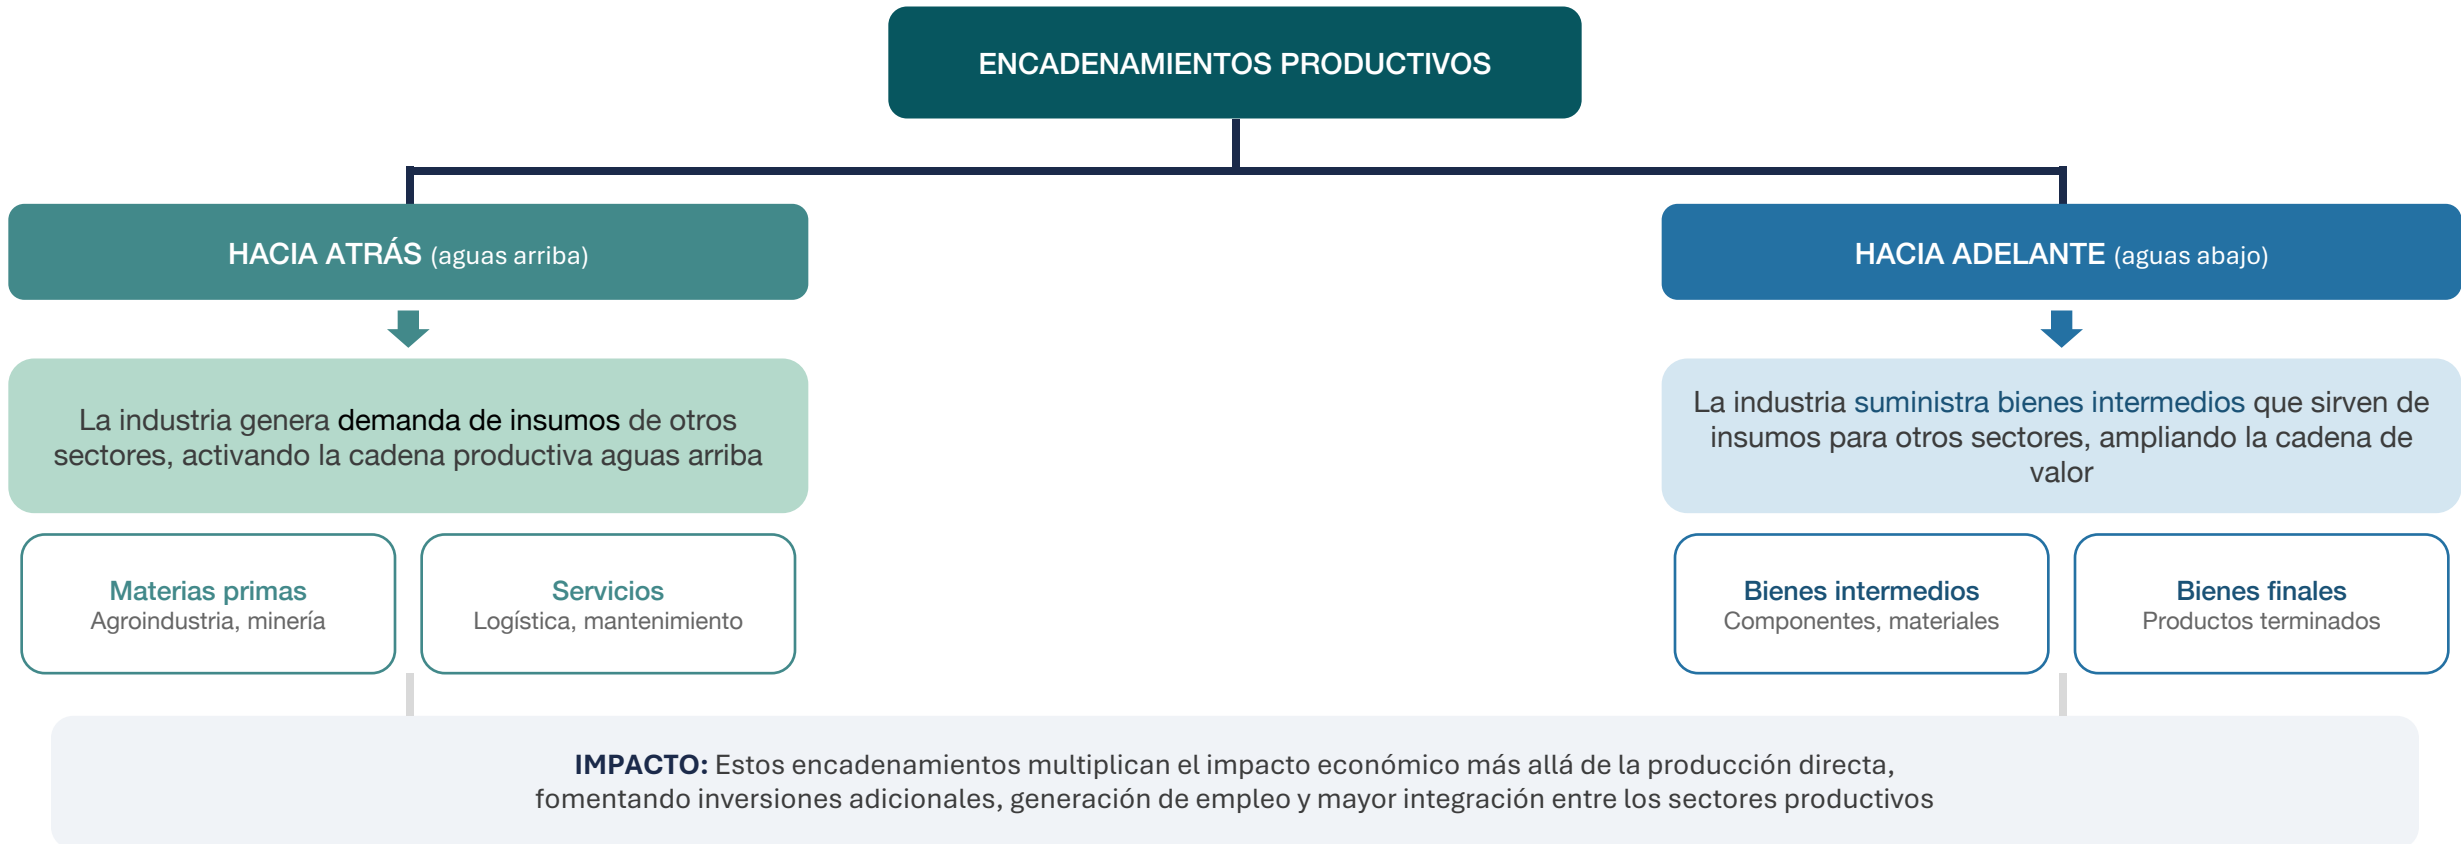 ENCADENAMIENTOS PRODUCTIVOS
HACIA ATRÁS (aguas arriba)
La industria genera demanda de insumos de otros
sectores, activando la cadena productiva aguas arriba
Materias primas
Agroindustria, minería
Servicios
Logística, mantenimiento
HACIA ADELANTE (aguas abajo)
La industria suministra bienes intermedios que sirven de
insumos para otros sectores, ampliando la cadena de
valor
Bienes intermedios
Componentes, materiales
Bienes finales
Productos terminados
IMPACTO: Estos encadenamientos multiplican el impacto económico más allá de la producción directa,
fomentando inversiones adicionales, generación de empleo y mayor integración entre los sectores productivos